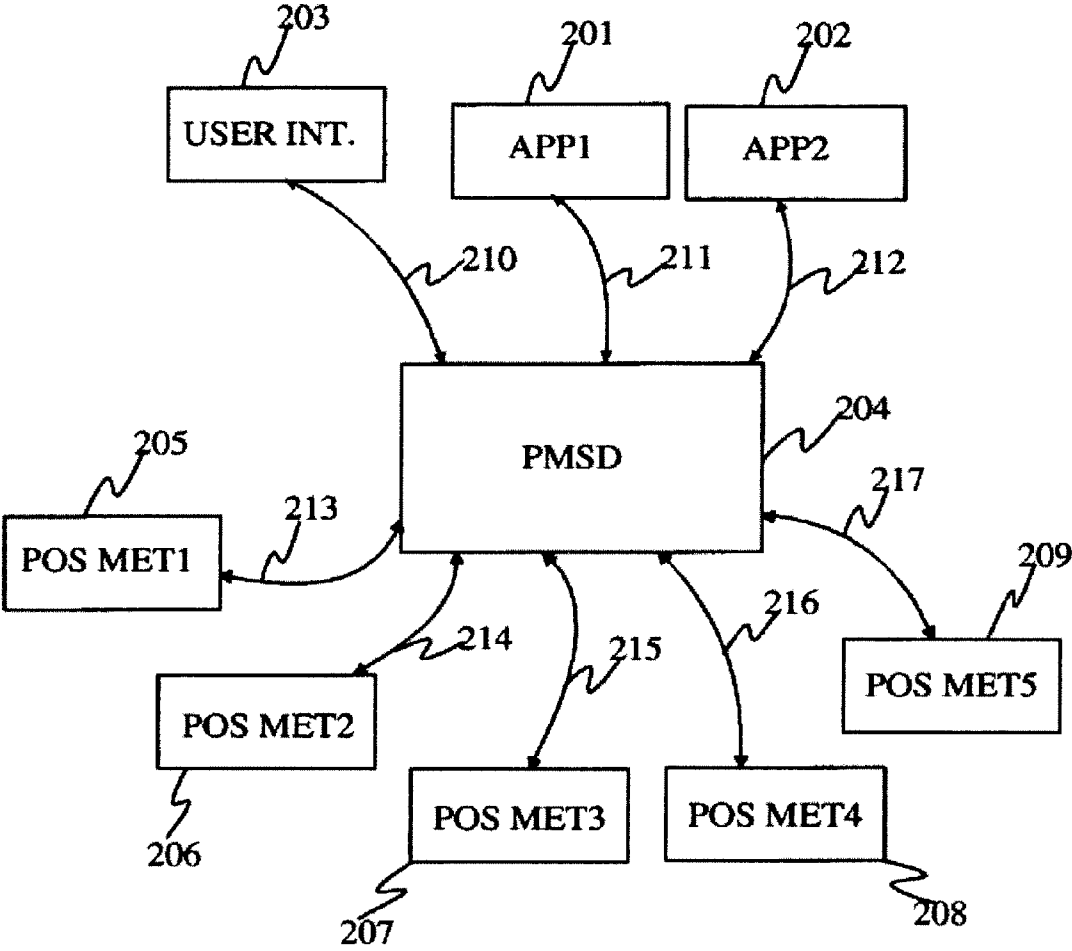 203
201
202
USER INT.
APP1
APP2
210
211
212
204
PMSD
205
213
217
POS MET1
209
214
215
216
POS MET2
POS MET5
206
POS MET3
POS MET4
207
208